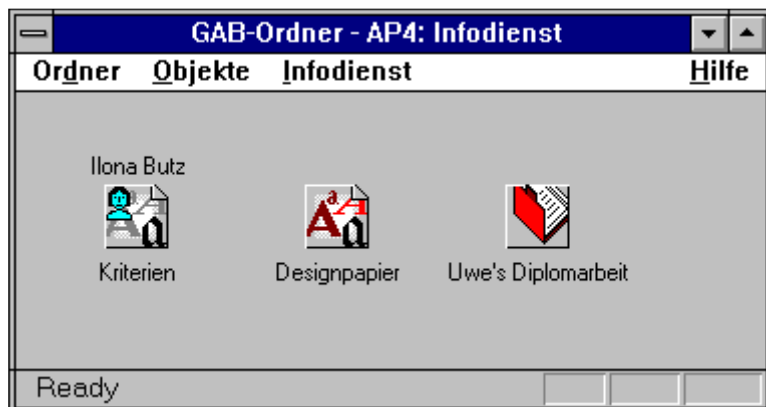 GAB-Ordner - AP4: Infodienst
Ordner Objekte Infodienst Hilfe
Ilona Butz
Kriterien Designpapier Uwe's Diplomarbeit
Ready